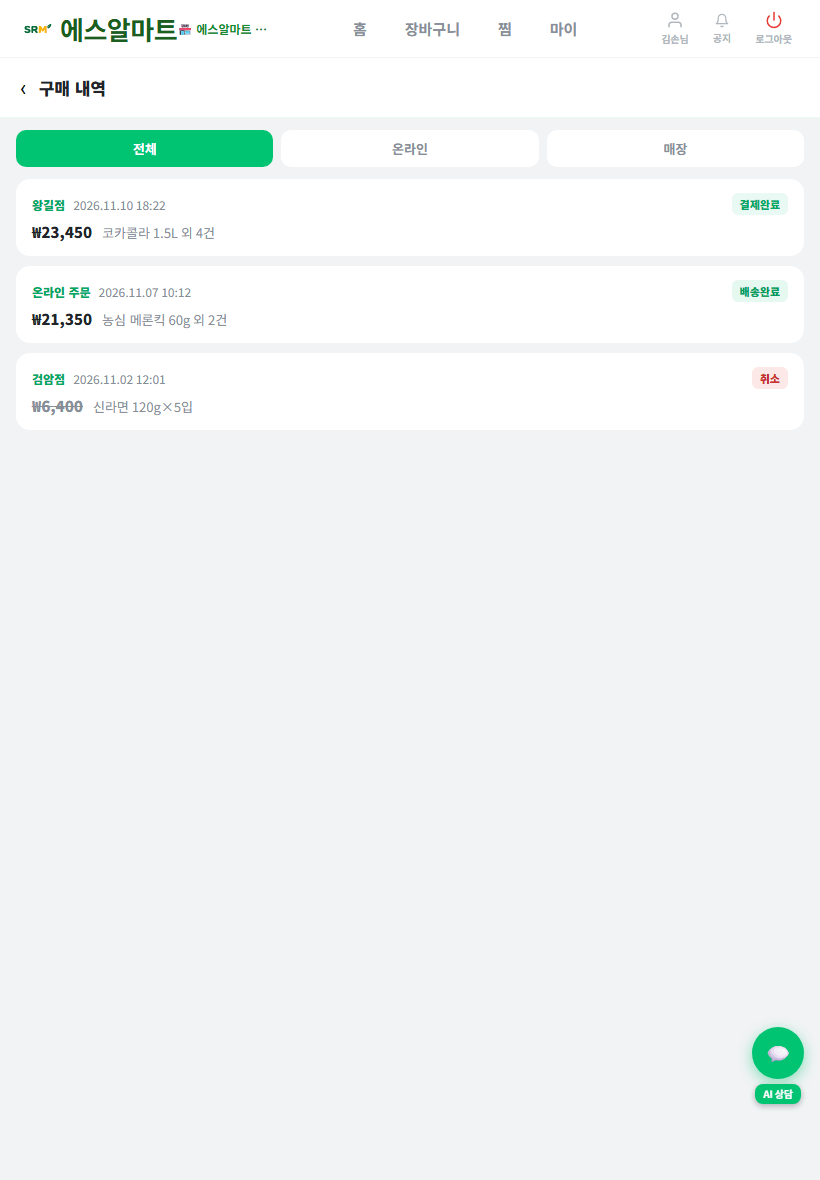 SRM 에스알마트 에스알마트 ··· 홈 장바구니 찜 마이 김손님 공지 로그아웃
‹ 구매 내역
전체 온라인 매장
왕길점 2026.11.10 18:22 결제완료
₩23,450 코카콜라 1.5L 외 4건
온라인 주문 2026.11.07 10:12 배송완료
₩21,350 농심 메론킥 60g 외 2건
검암점 2026.11.02 12:01 취소
₩6,400 신라면 120g×5입
AI 상담